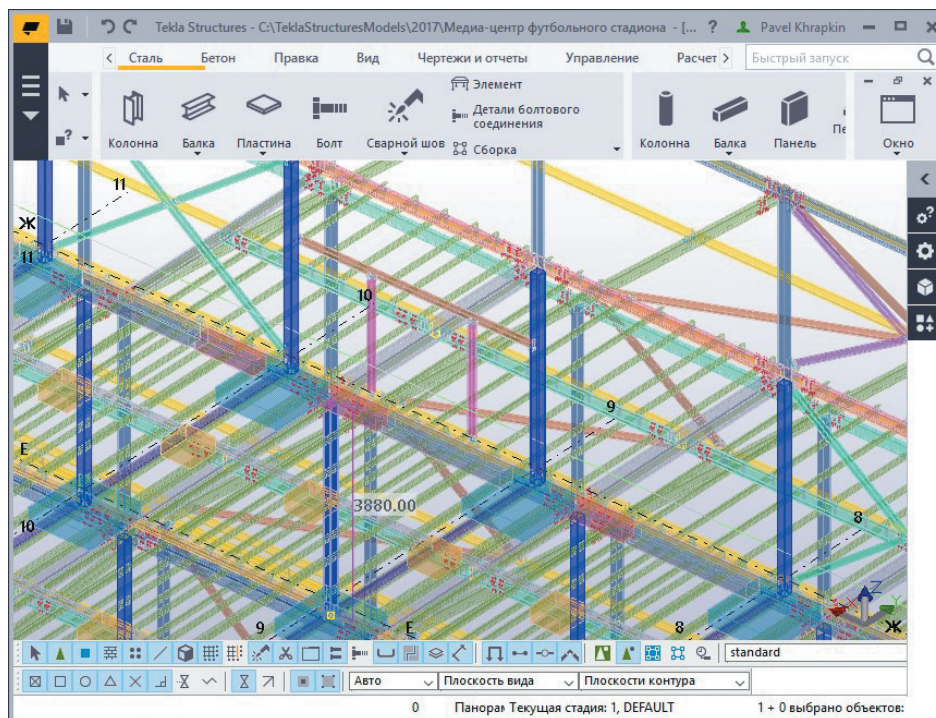 Tekla Structures - C:\TeklaStructuresModels\2017\Медиа-центр футбольного стадиона - [... ? Pavel Khrapkin
Сталь Бетон Правка Вид Чертежи и отчеты Управление Расчет Быстрый запуск
Элемент
Детали болтового
соединения
Сборка
Колонна Балка Пластина Болт Сварной шов Колонна Балка Панель Окно
11
Ж
11
10
9
Е
3880.00
10
8
Z
9
Е
8
Ж
standard
Авто Плоскость вида Плоскости контура
0 Панорам Текущая стадия: 1, DEFAULT 1 + 0 выбрано объектов: